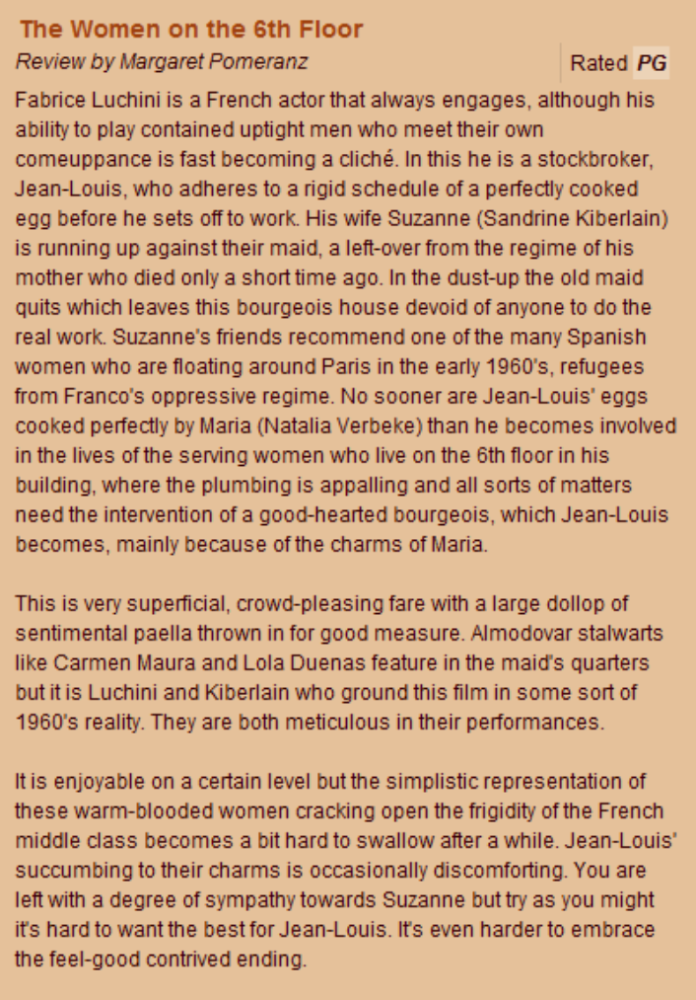 The Women on the 6th Floor
Review by Margaret Pomeranz
Rated PG
Fabrice Luchini is a French actor that always engages, although his
ability to play contained uptight men who meet their own
comeuppance is fast becoming a cliché. In this he is a stockbroker,
Jean-Louis, who adheres to a rigid schedule of a perfectly cooked
egg before he sets off to work. His wife Suzanne (Sandrine Kiberlain)
is running up against their maid, a left-over from the regime of his
mother who died only a short time ago. In the dust-up the old maid
quits which leaves this bourgeois house devoid of anyone to do the
real work. Suzanne's friends recommend one of the many Spanish
women who are floating around Paris in the early 1960's, refugees
from Franco's oppressive regime. No sooner are Jean-Louis' eggs
cooked perfectly by Maria (Natalia Verbeke) than he becomes involved
in the lives of the serving women who live on the 6th floor in his
building, where the plumbing is appalling and all sorts of matters
need the intervention of a good-hearted bourgeois, which Jean-Louis
becomes, mainly because of the charms of Maria.
This is very superficial, crowd-pleasing fare with a large dollop of
sentimental paella thrown in for good measure. Almodovar stalwarts
like Carmen Maura and Lola Duenas feature in the maid's quarters
but it is Luchini and Kiberlain who ground this film in some sort of
1960's reality. They are both meticulous in their performances.
It is enjoyable on a certain level but the simplistic representation of
these warm-blooded women cracking open the frigidity of the French
middle class becomes a bit hard to swallow after a while. Jean-Louis'
succumbing to their charms is occasionally discomforting. You are
left with a degree of sympathy towards Suzanne but try as you might
it's hard to want the best for Jean-Louis. It's even harder to embrace
the feel-good contrived ending.